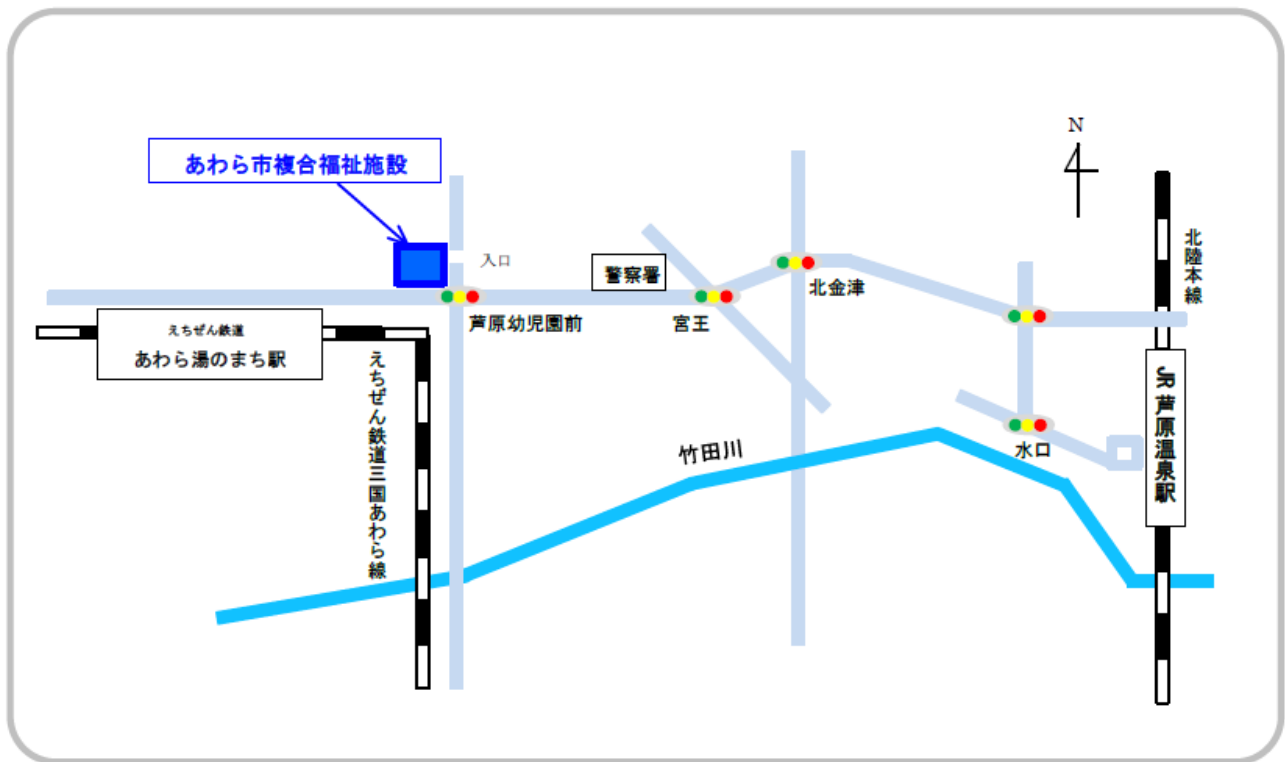 N
あわら市複合福祉施設
入口
警察署
北陸本線
北金津
芦原幼児園前
宮王
えちぜん鉄道
あわら湯のまち駅
えちぜん鉄道三国あわら線
竹田川
水口
JR 芦原温泉駅